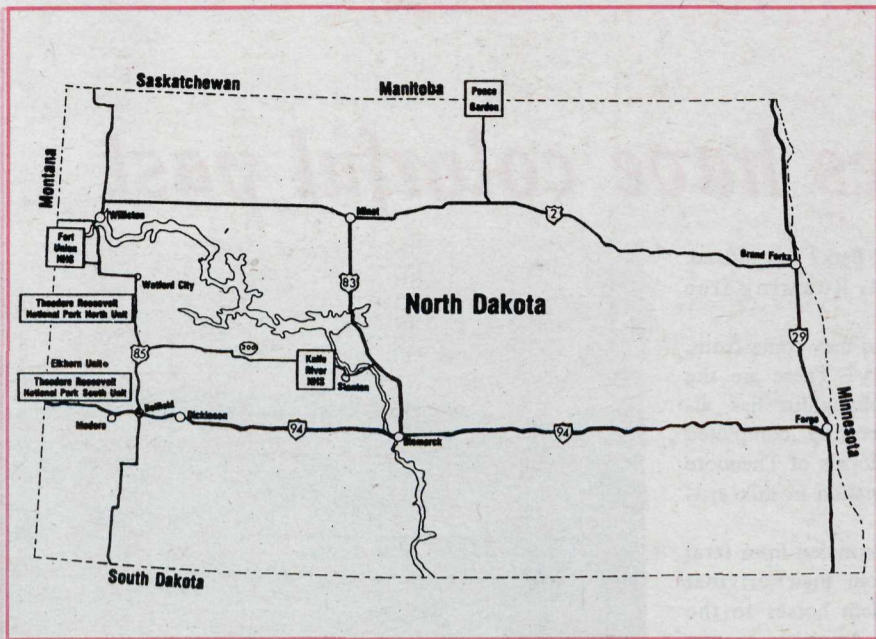 Saskatchewan
Manitoba
Peace
Garden
Montana
Williston
Minot
2
Fort
Union
NHS
Grand Forks
Watford City
83
North Dakota
Theodore Roosevelt
National Park North Unit
29
85
Elkhorn Unit
Knife
River
NHS
Stanton
Theodore Roosevelt
National Park South Unit
Minnesota
Medora
Belfield
Dickinson
94
Bismarck
94
Fargo
South Dakota